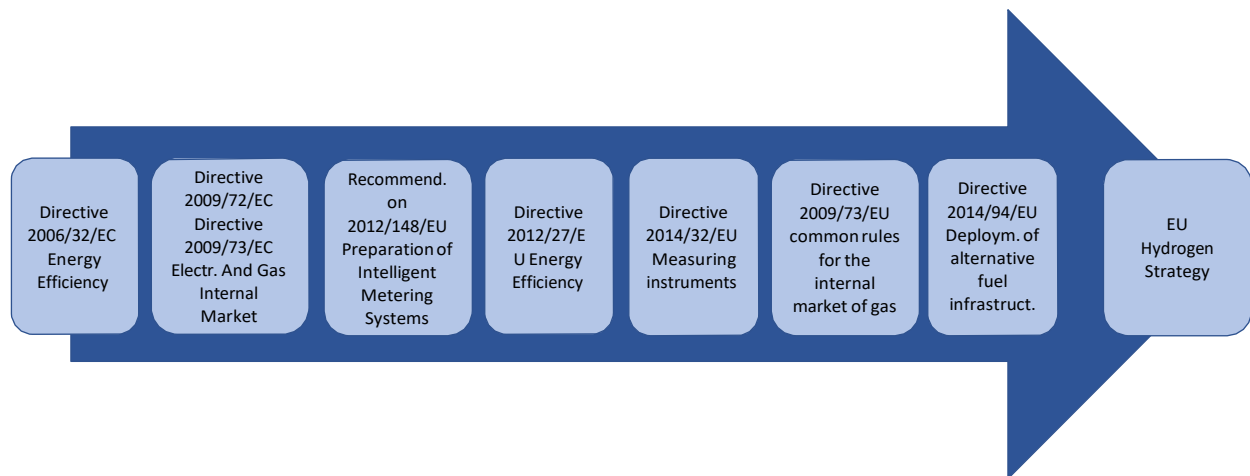 Directive
2006/32/EC
Energy
Efficiency
Directive
2009/72/EC
Directive
2009/73/EC
Electr. And Gas
Internal
Market
Recommend.
on
2012/148/EU
Preparation of
Intelligent
Metering
Systems
Directive
2012/27/E
U Energy
Efficiency
Directive
2014/32/EU
Measuring
instruments
Directive
2009/73/EU
common rules
for the
internal
market of gas
Directive
2014/94/EU
Deploym. of
alternative
fuel
infrastruct.
EU
Hydrogen
Strategy